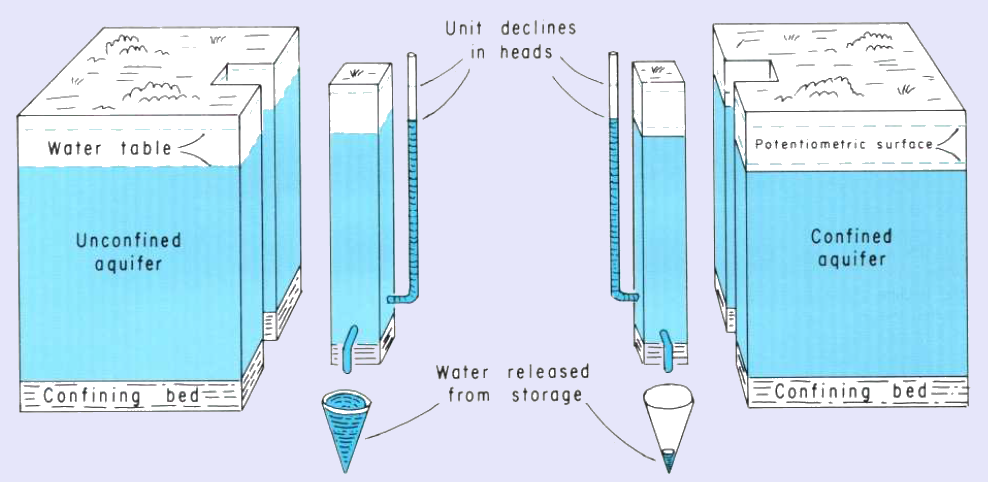 Unit declines
in heads
Water table
Potentiometric surface
Unconfined
aquifer
Confined
aquifer
Water released
from storage
Confining bed
Confining bed